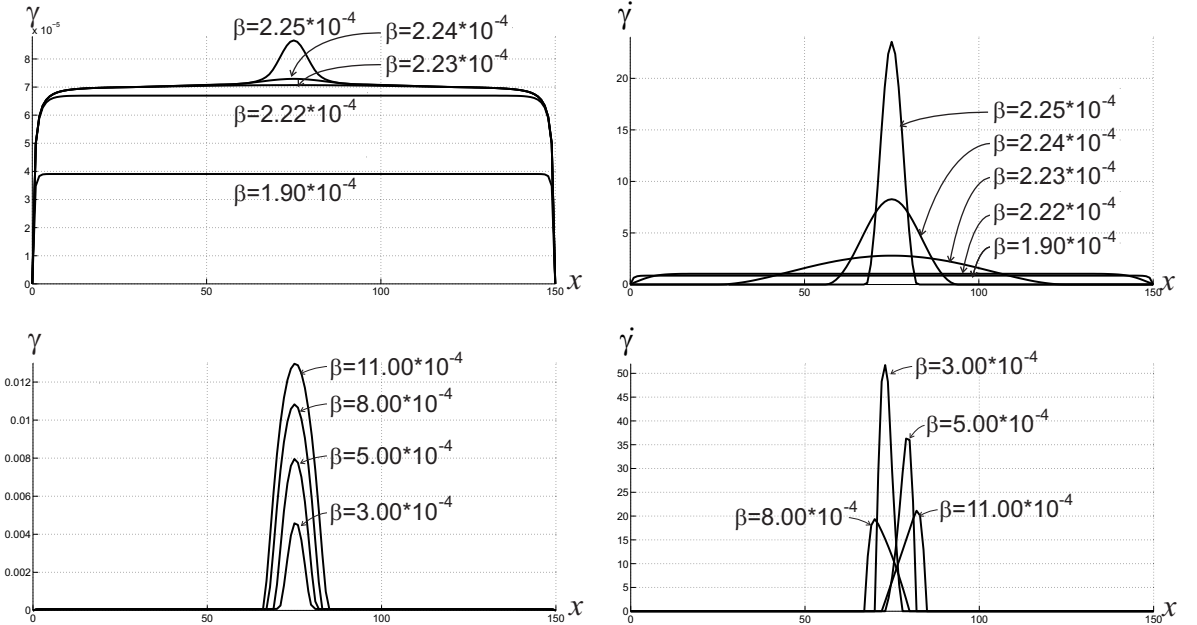 γ
x 10⁻⁵
8
7
6
5
4
3
2
1
0
β=2.25*10⁻⁴
β=2.24*10⁻⁴
β=2.23*10⁻⁴
β=2.22*10⁻⁴
β=1.90*10⁻⁴
0 50 100 150 x
γ̇
20
15
10
5
0
β=2.25*10⁻⁴
β=2.24*10⁻⁴
β=2.23*10⁻⁴
β=2.22*10⁻⁴
β=1.90*10⁻⁴
0 50 100 150 x
γ
0.012
0.01
0.008
0.006
0.004
0.002
0
β=11.00*10⁻⁴
β=8.00*10⁻⁴
β=5.00*10⁻⁴
β=3.00*10⁻⁴
0 50 100 150 x
γ̇
50
45
40
35
30
25
20
15
10
5
0
β=3.00*10⁻⁴
β=5.00*10⁻⁴
β=8.00*10⁻⁴
β=11.00*10⁻⁴
0 50 100 150 x